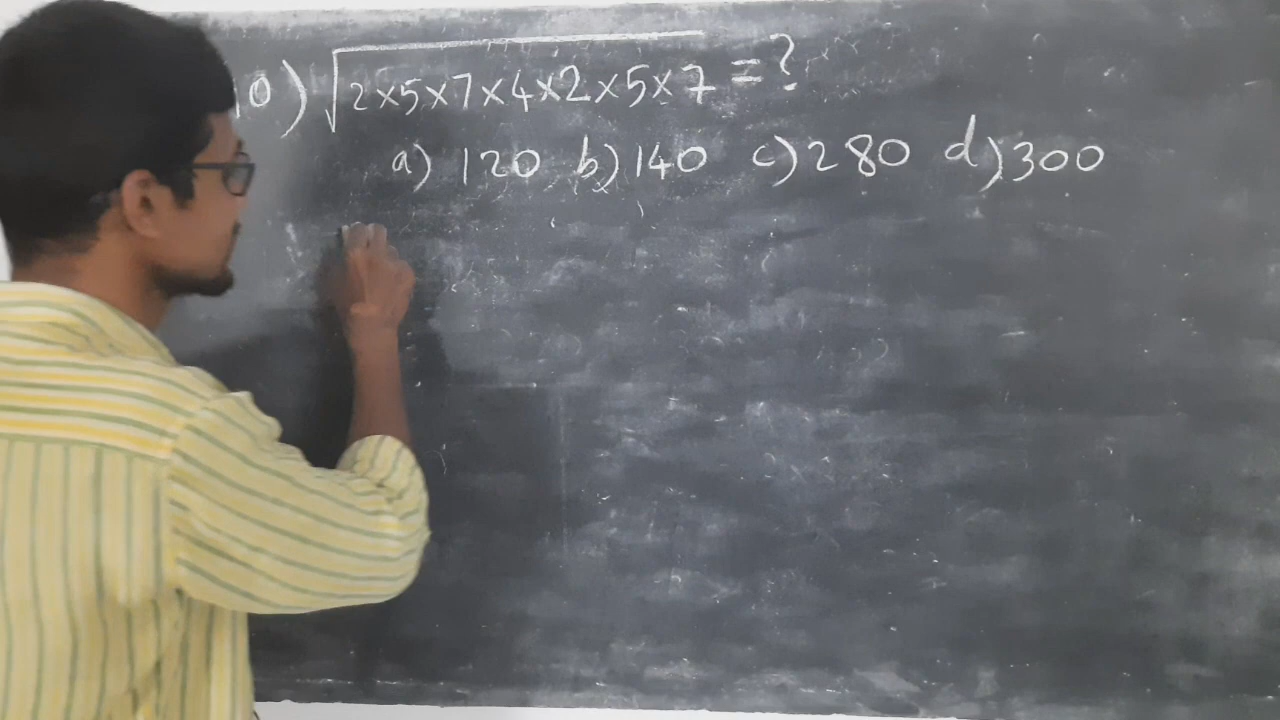 10) √2×5×7×4×2×5×7 = ?
a) 120 b) 140 c) 280 d) 300